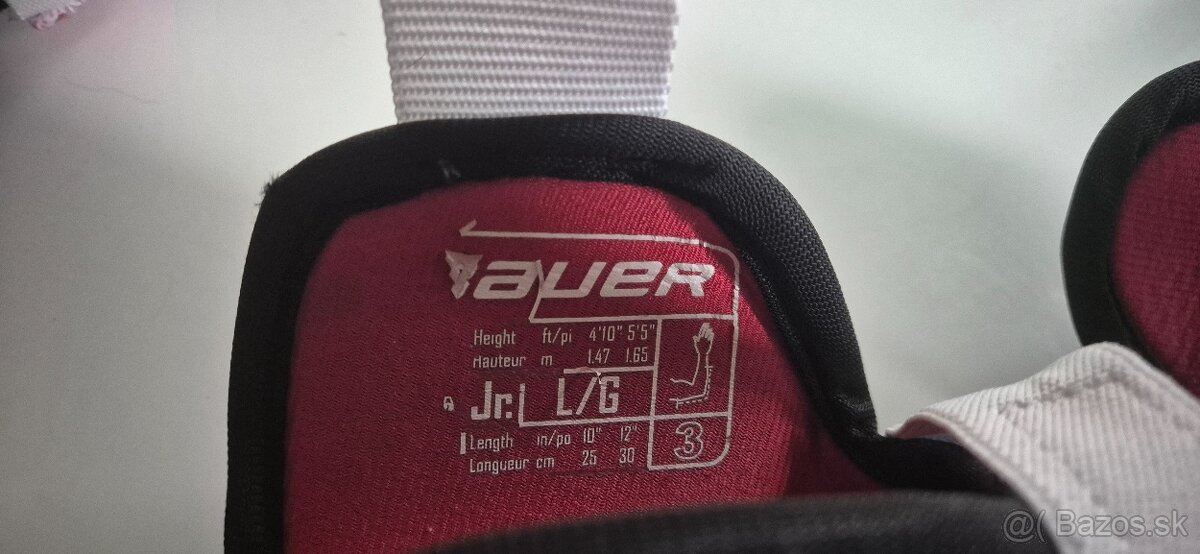 BAUER
Height ft/pi 4'10" 5'5"
Hauteur m 1.47 1.65
Jr. L/G
Length in/po 10" 12"
Longueur cm 25 30
3
@( Bazos.sk